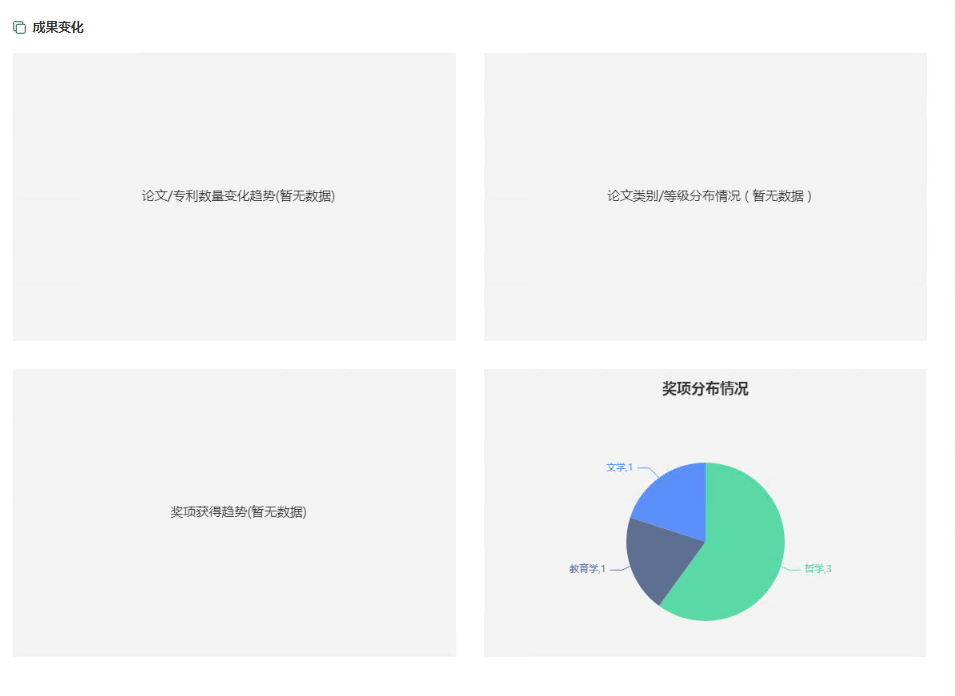 成果变化
论文/专利数量变化趋势(暂无数据)
论文类别/等级分布情况 ( 暂无数据 )
奖项获得趋势(暂无数据)
奖项分布情况
文学,1
教育学,1
哲学,3